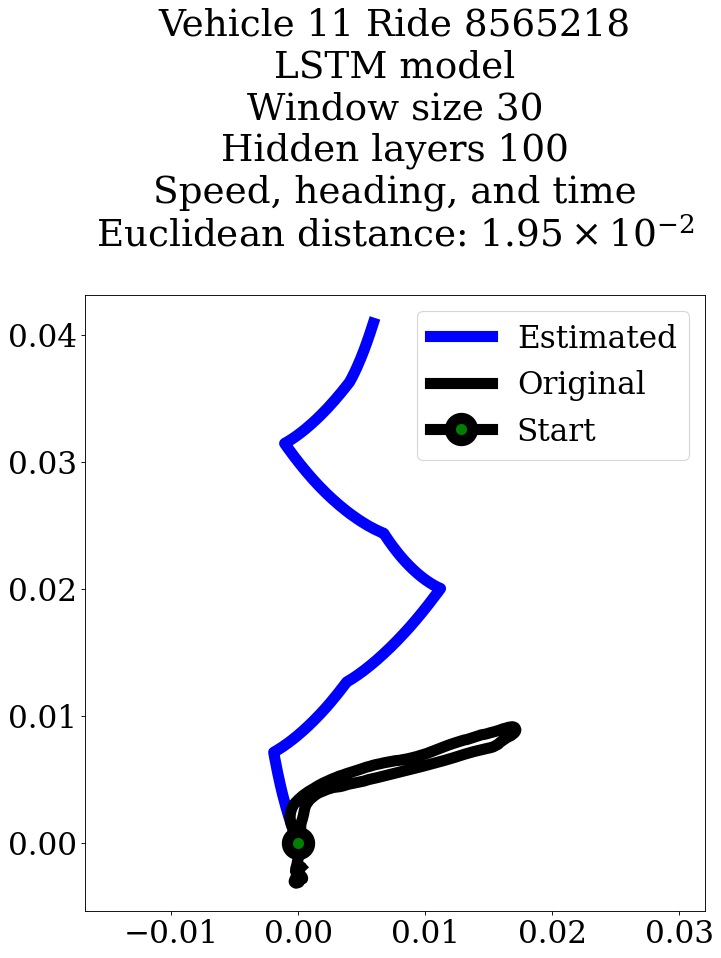 Vehicle 11 Ride 8565218
LSTM model
Window size 30
Hidden layers 100
Speed, heading, and time
Euclidean distance: 1.95 × 10⁻²
Estimated
Original
Start
0.04
0.03
0.02
0.01
0.00
−0.01 0.00 0.01 0.02 0.03